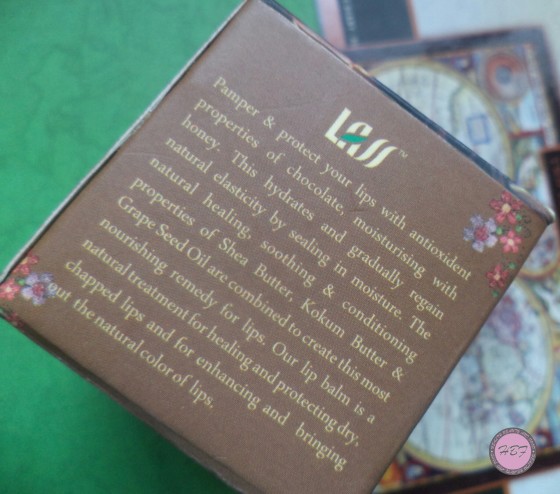 LASS™
Pamper & protect your lips with antioxident
properties of chocolate, moisturising with
honey. This hydrates and gradually regain
natural elasticity by sealing in moisture. The
natural healing, soothing & conditioning
properties of Shea Butter, Kokum Butter &
Grape Seed Oil are combined to create this most
nourishing remedy for lips. Our lip balm is a
natural treatment for healing and protecting dry,
chapped lips and for enhancing and bringing
out the natural color of lips.
HBF